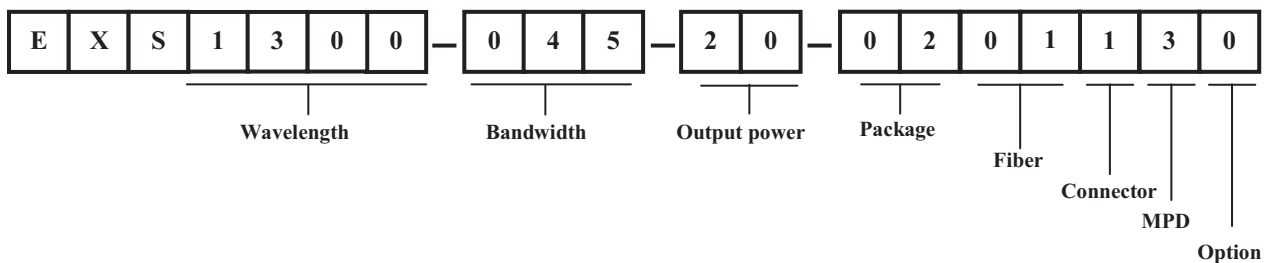 E X S 1 3 0 0 – 0 4 5 – 2 0 – 0 2 0 1 1 3 0
Wavelength Bandwidth Output power Package
Fiber
Connector
MPD
Option